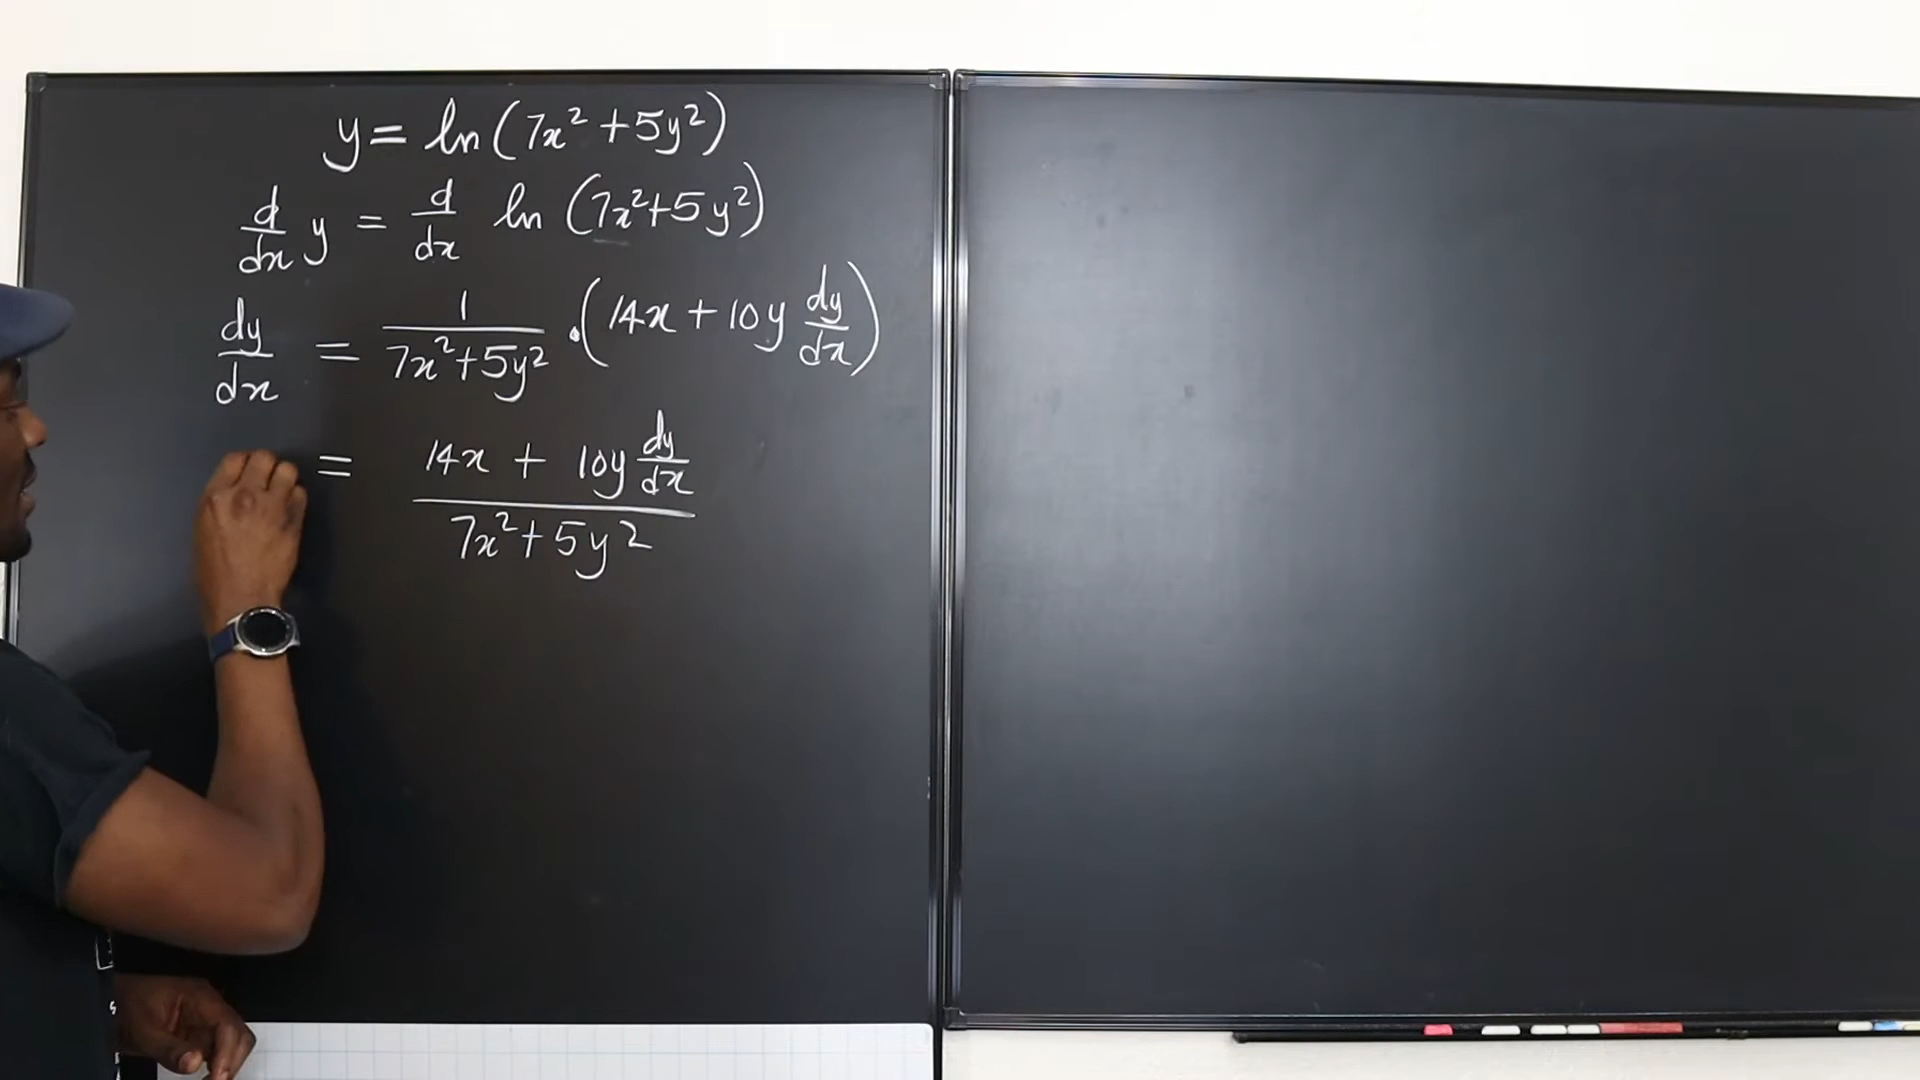 y = ln(7x² + 5y²)
d/dx y = d/dx ln (7x²+5y²)
dy/dx = 1/(7x²+5y²) · (14x + 10y dy/dx)
= (14x + 10y dy/dx)/(7x²+5y²)